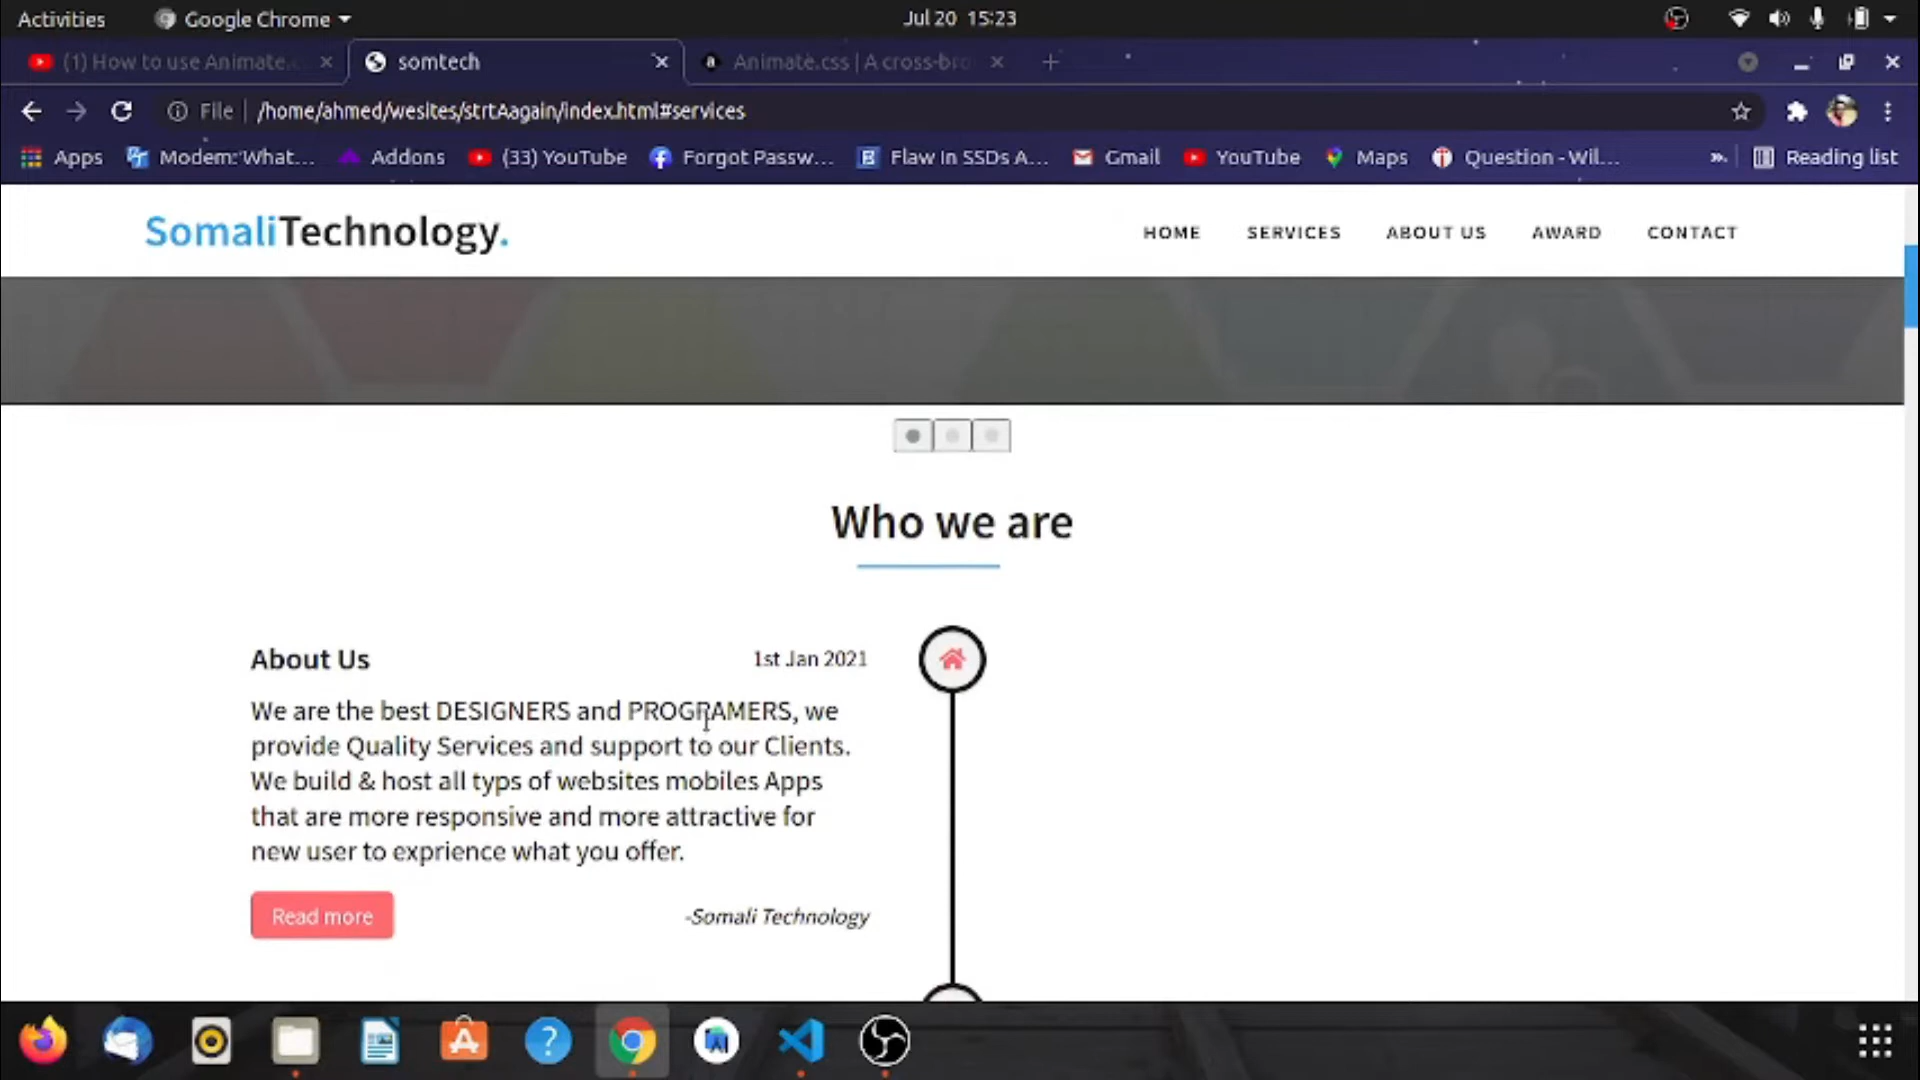 Activities Google Chrome Jul 20 15:23
(1) How to use Animate. somtech Animate.css | A cross-bro
File /home/ahmed/wesites/strtAagain/index.html#services
Apps Modem: What... Addons (33) YouTube Forgot Passw... Flaw In SSDs A... Gmail YouTube Maps Question - Wil... Reading list
SomaliTechnology. HOME SERVICES ABOUT US AWARD CONTACT
Who we are
About Us 1st Jan 2021
We are the best DESIGNERS and PROGRAMERS, we
provide Quality Services and support to our Clients.
We build & host all typs of websites mobiles Apps
that are more responsive and more attractive for
new user to exprience what you offer.
Read more -Somali Technology